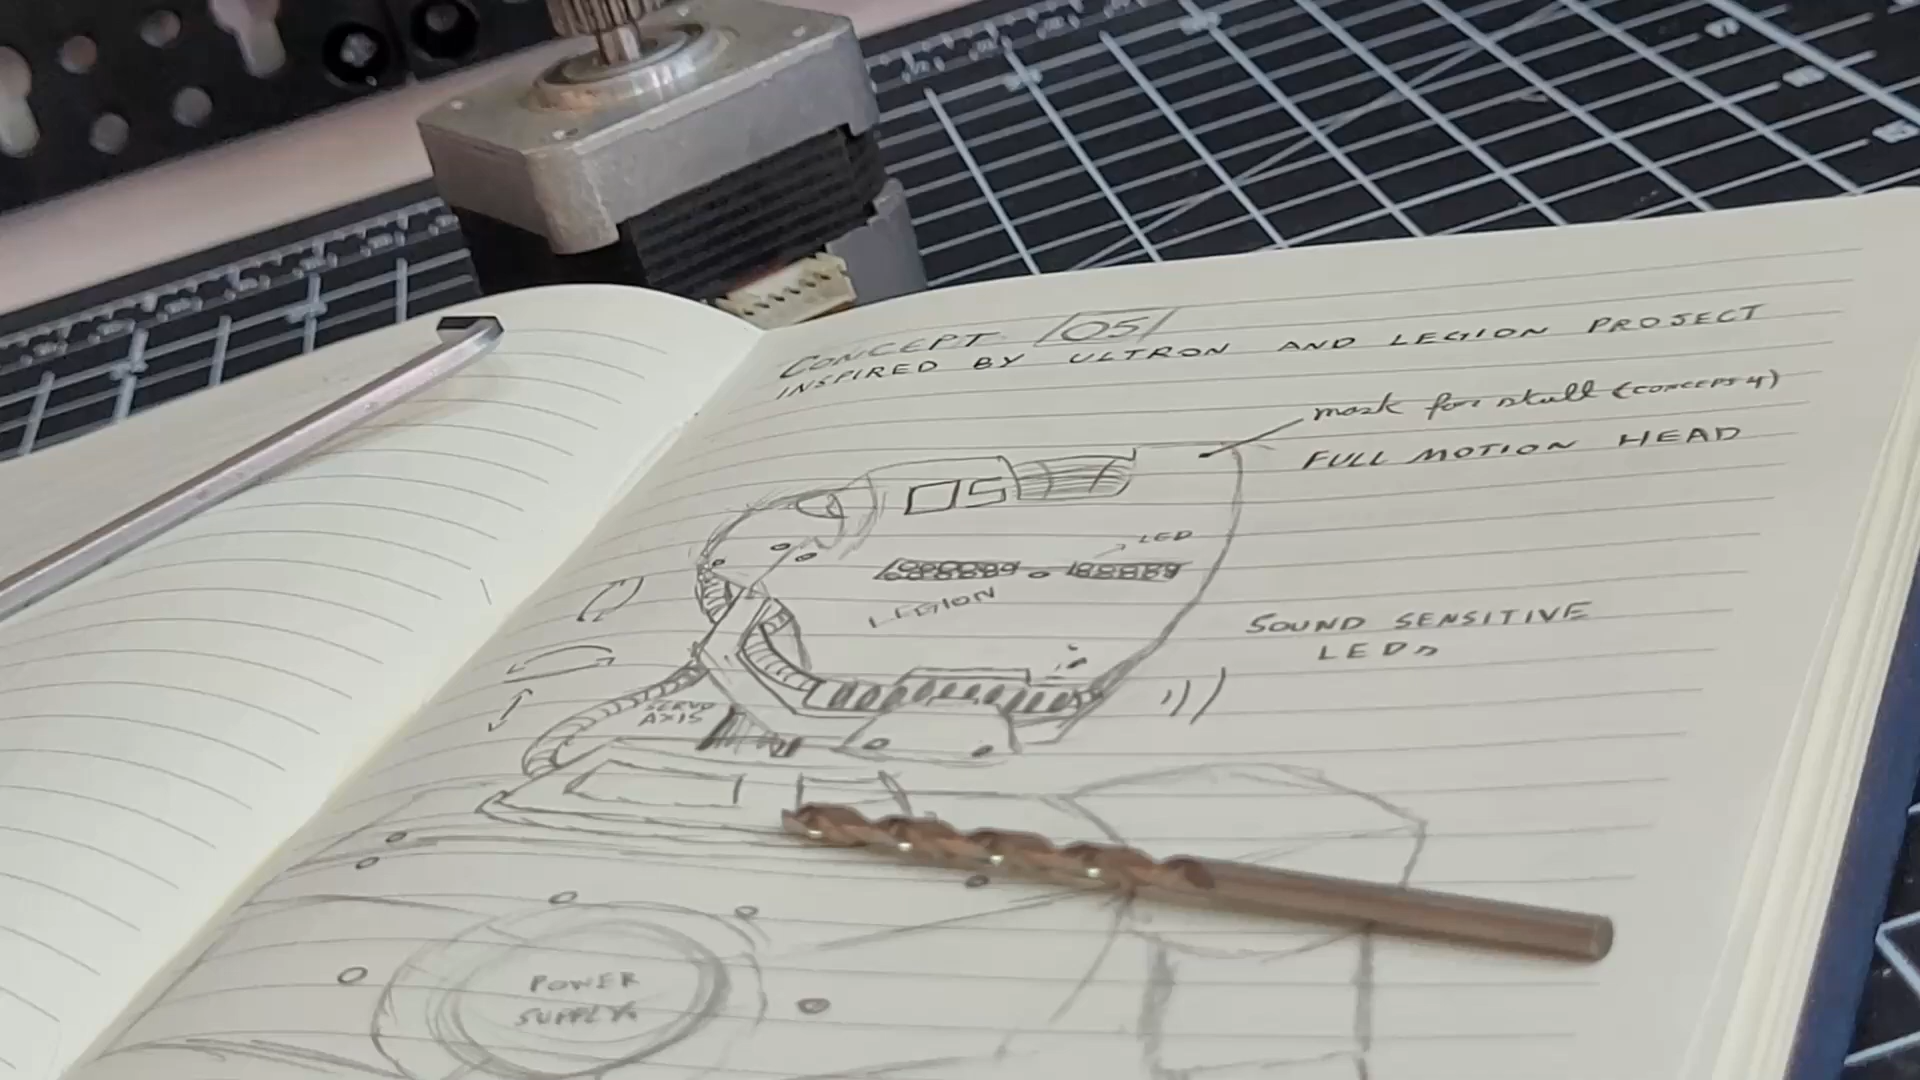 CONCEPT 05
INSPIRED BY ULTRON AND LEGION PROJECT
mask for skull (CONCEPT 4)
FULL MOTION HEAD
05
LED
LEGION
SOUND SENSITIVE
LEDs
SERVO
AXIS
POWER
SUPPLY